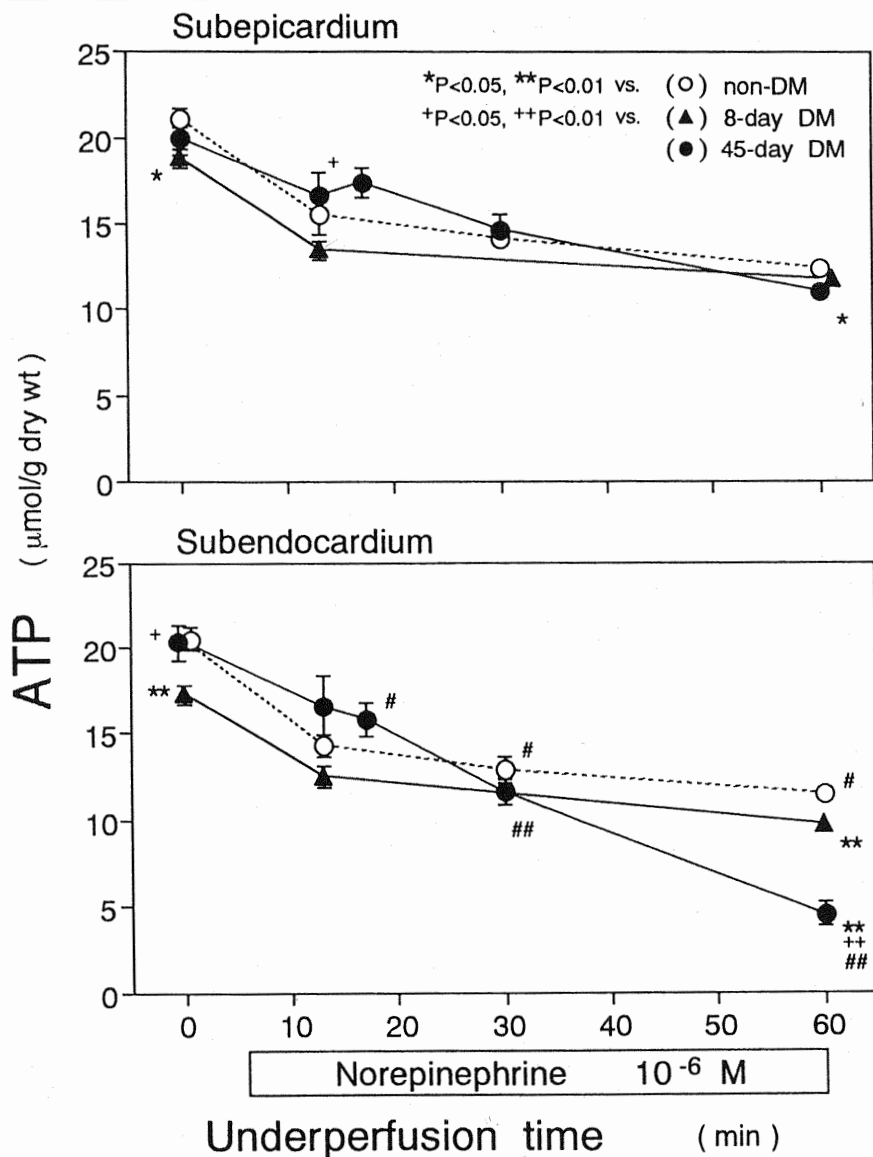 Subepicardium
25
*P<0.05, **P<0.01 vs. (○) non-DM
+P<0.05, ++P<0.01 vs. (▲) 8-day DM
(●) 45-day DM
20
+
*
15
10
*
5
0
ATP (μmol/g dry wt)
Subendocardium
25
+
20
**
#
15
#
#
10
##
**
5
**
++
##
0
0 10 20 30 40 50 60
Norepinephrine 10⁻⁶ M
Underperfusion time (min)